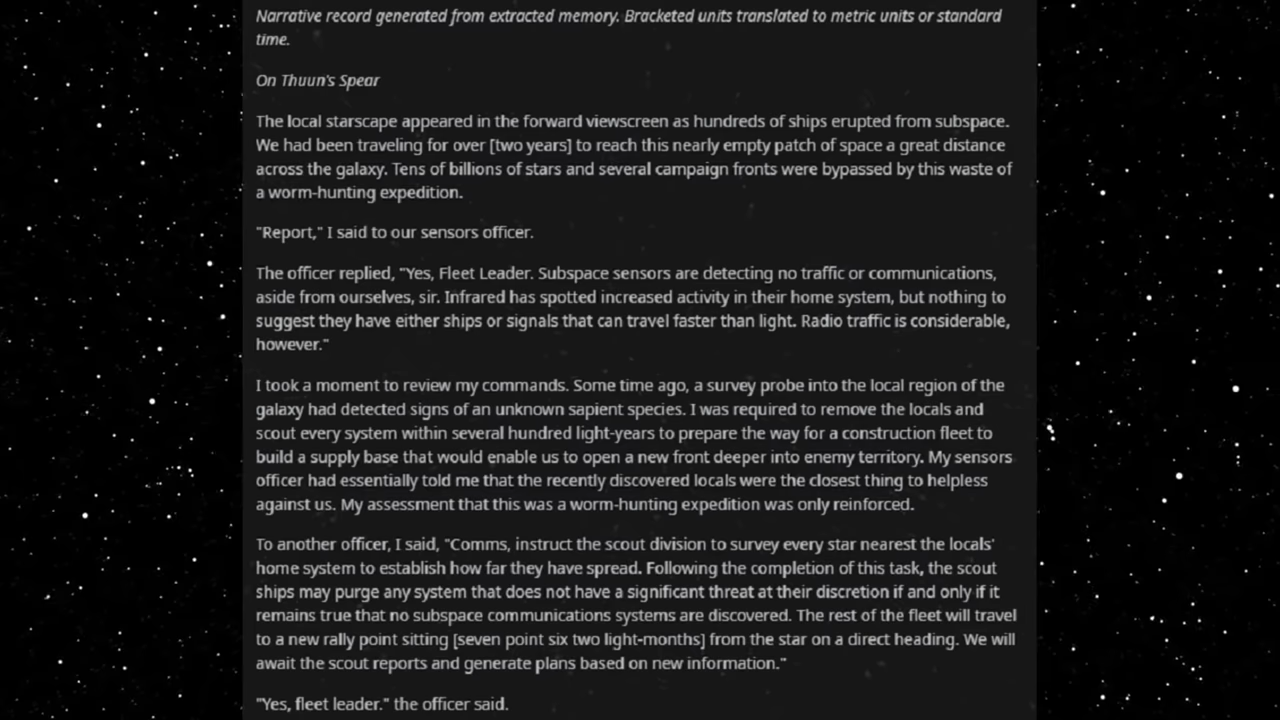 Narrative record generated from extracted memory. Bracketed units translated to metric units or standard
time.
On Thuun's Spear
The local starscape appeared in the forward viewscreen as hundreds of ships erupted from subspace.
We had been traveling for over [two years] to reach this nearly empty patch of space a great distance
across the galaxy. Tens of billions of stars and several campaign fronts were bypassed by this waste of
a worm-hunting expedition.
"Report," I said to our sensors officer.
The officer replied, "Yes, Fleet Leader. Subspace sensors are detecting no traffic or communications,
aside from ourselves, sir. Infrared has spotted increased activity in their home system, but nothing to
suggest they have either ships or signals that can travel faster than light. Radio traffic is considerable,
however."
I took a moment to review my commands. Some time ago, a survey probe into the local region of the
galaxy had detected signs of an unknown sapient species. I was required to remove the locals and
scout every system within several hundred light-years to prepare the way for a construction fleet to
build a supply base that would enable us to open a new front deeper into enemy territory. My sensors
officer had essentially told me that the recently discovered locals were the closest thing to helpless
against us. My assessment that this was a worm-hunting expedition was only reinforced.
To another officer, I said, "Comms, instruct the scout division to survey every star nearest the locals'
home system to establish how far they have spread. Following the completion of this task, the scout
ships may purge any system that does not have a significant threat at their discretion if and only if it
remains true that no subspace communications systems are discovered. The rest of the fleet will travel
to a new rally point sitting [seven point six two light-months] from the star on a direct heading. We will
await the scout reports and generate plans based on new information."
"Yes, fleet leader." the officer said.